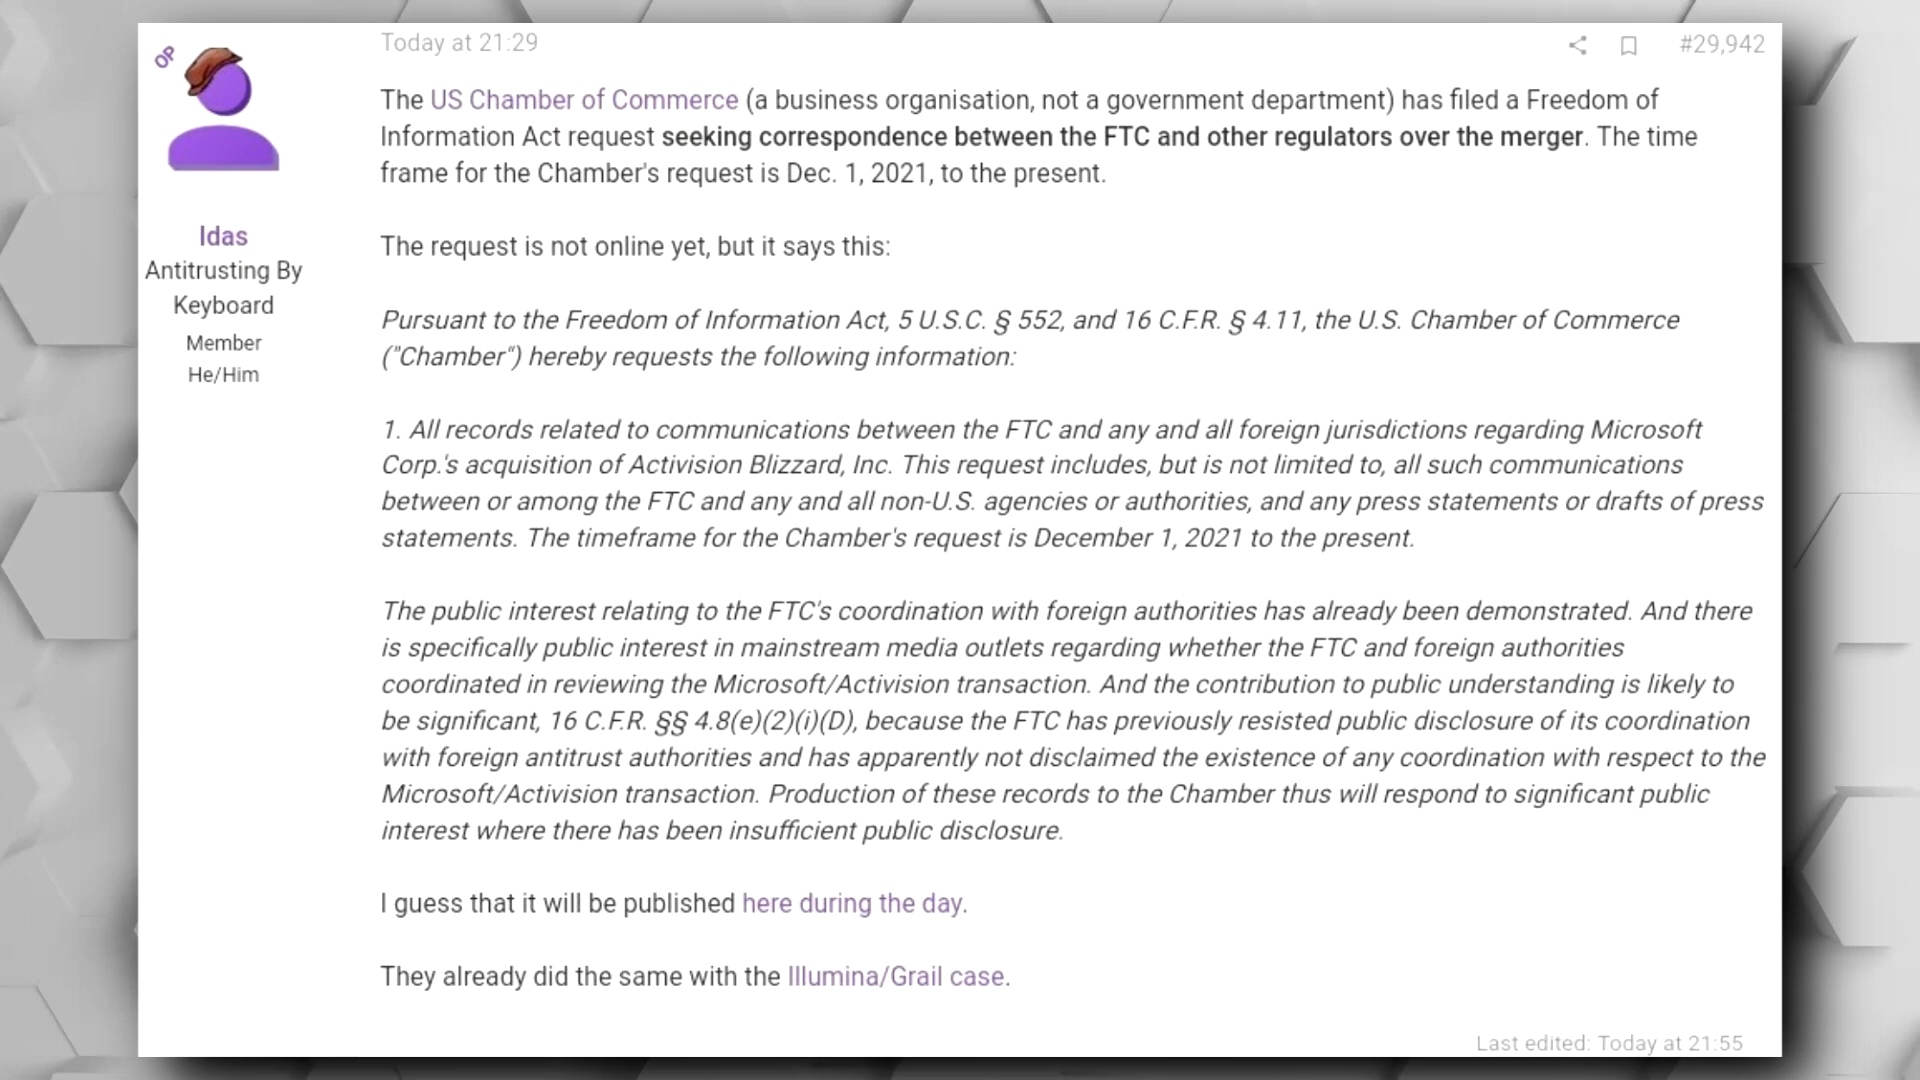 OP
Idas
Antitrusting By
Keyboard
Member
He/Him
Today at 21:29
#29,942
The US Chamber of Commerce (a business organisation, not a government department) has filed a Freedom of
Information Act request seeking correspondence between the FTC and other regulators over the merger. The time
frame for the Chamber's request is Dec. 1, 2021, to the present.
The request is not online yet, but it says this:
Pursuant to the Freedom of Information Act, 5 U.S.C. § 552, and 16 C.F.R. § 4.11, the U.S. Chamber of Commerce
("Chamber") hereby requests the following information:
1. All records related to communications between the FTC and any and all foreign jurisdictions regarding Microsoft
Corp.'s acquisition of Activision Blizzard, Inc. This request includes, but is not limited to, all such communications
between or among the FTC and any and all non-U.S. agencies or authorities, and any press statements or drafts of press
statements. The timeframe for the Chamber's request is December 1, 2021 to the present.
The public interest relating to the FTC's coordination with foreign authorities has already been demonstrated. And there
is specifically public interest in mainstream media outlets regarding whether the FTC and foreign authorities
coordinated in reviewing the Microsoft/Activision transaction. And the contribution to public understanding is likely to
be significant, 16 C.F.R. §§ 4.8(e)(2)(i)(D), because the FTC has previously resisted public disclosure of its coordination
with foreign antitrust authorities and has apparently not disclaimed the existence of any coordination with respect to the
Microsoft/Activision transaction. Production of these records to the Chamber thus will respond to significant public
interest where there has been insufficient public disclosure.
I guess that it will be published here during the day.
They already did the same with the Illumina/Grail case.
Last edited: Today at 21:55